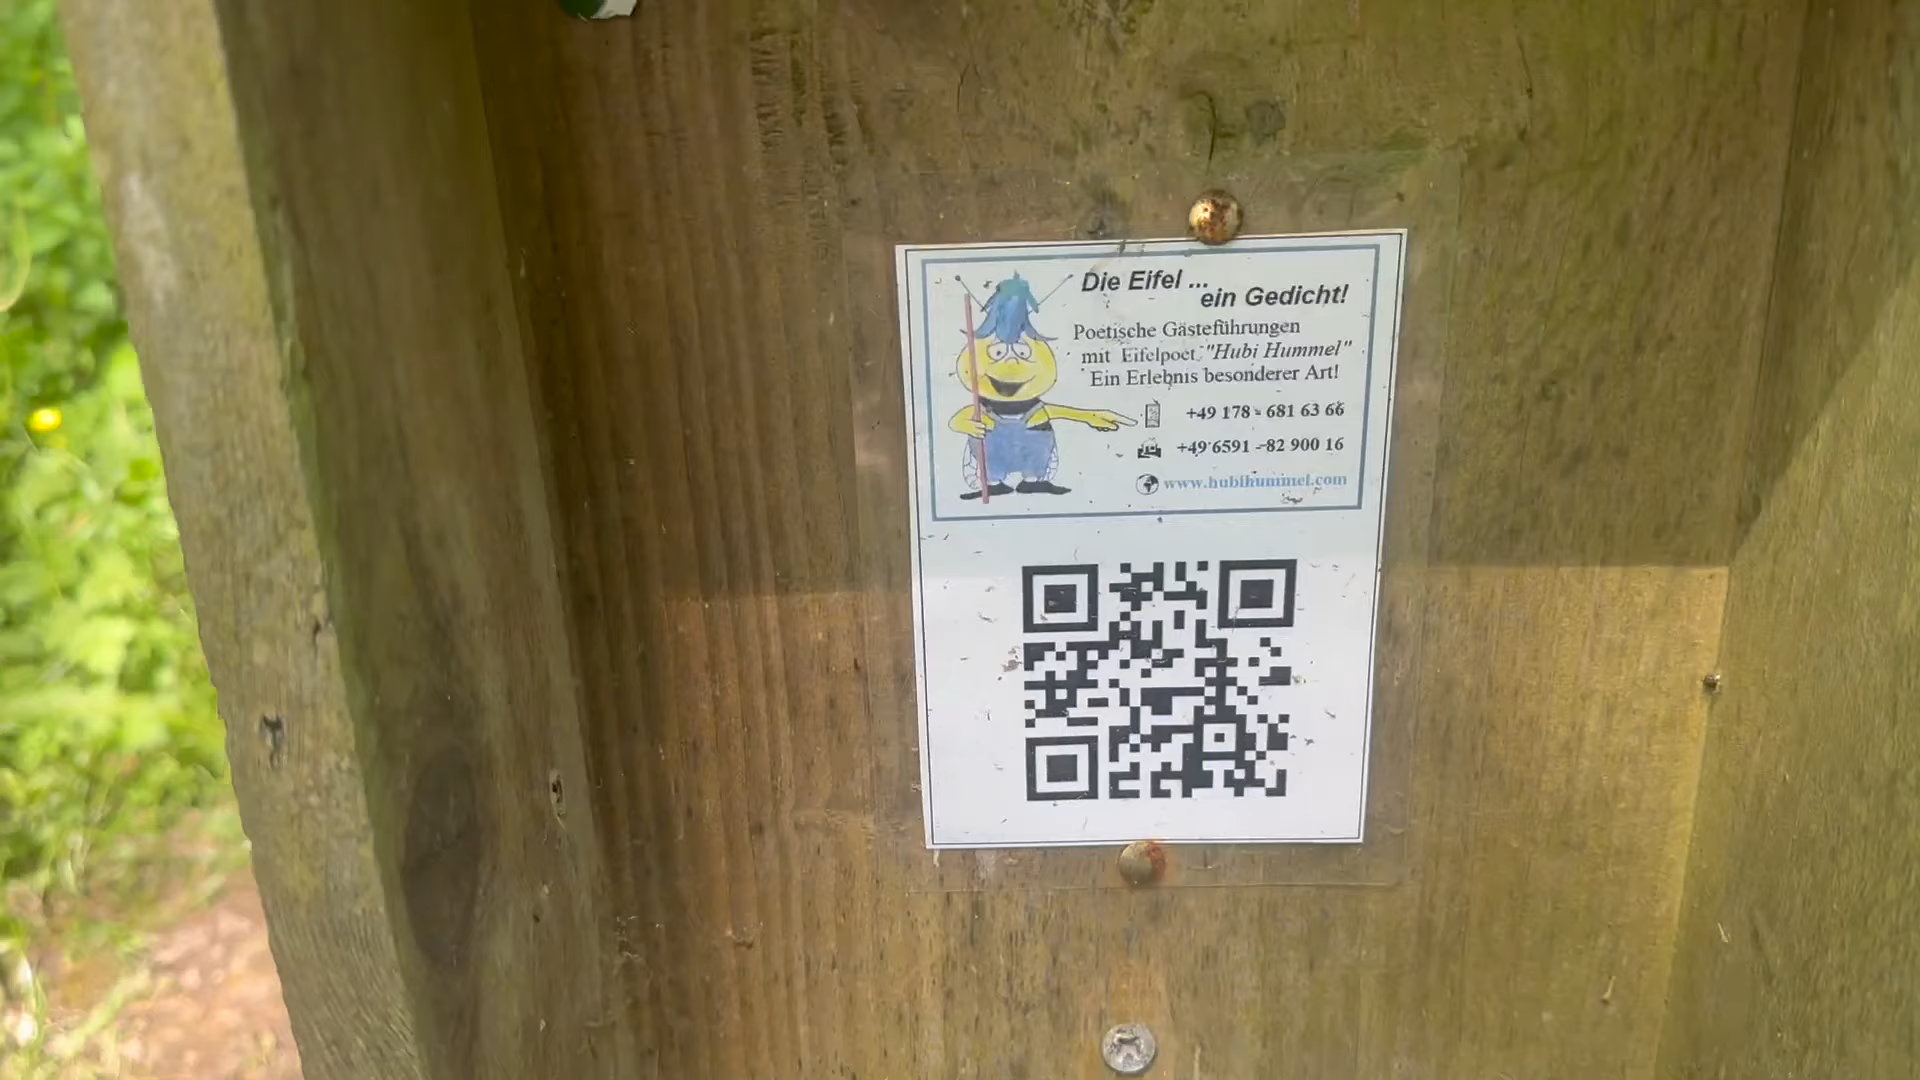 Die Eifel ...
ein Gedicht!
Poetische Gästeführungen
mit Eifelpoet "Hubi Hummel"
Ein Erlebnis besonderer Art!
+49 178 - 681 63 66
+49 6591 - 82 900 16
www.hubihummel.com